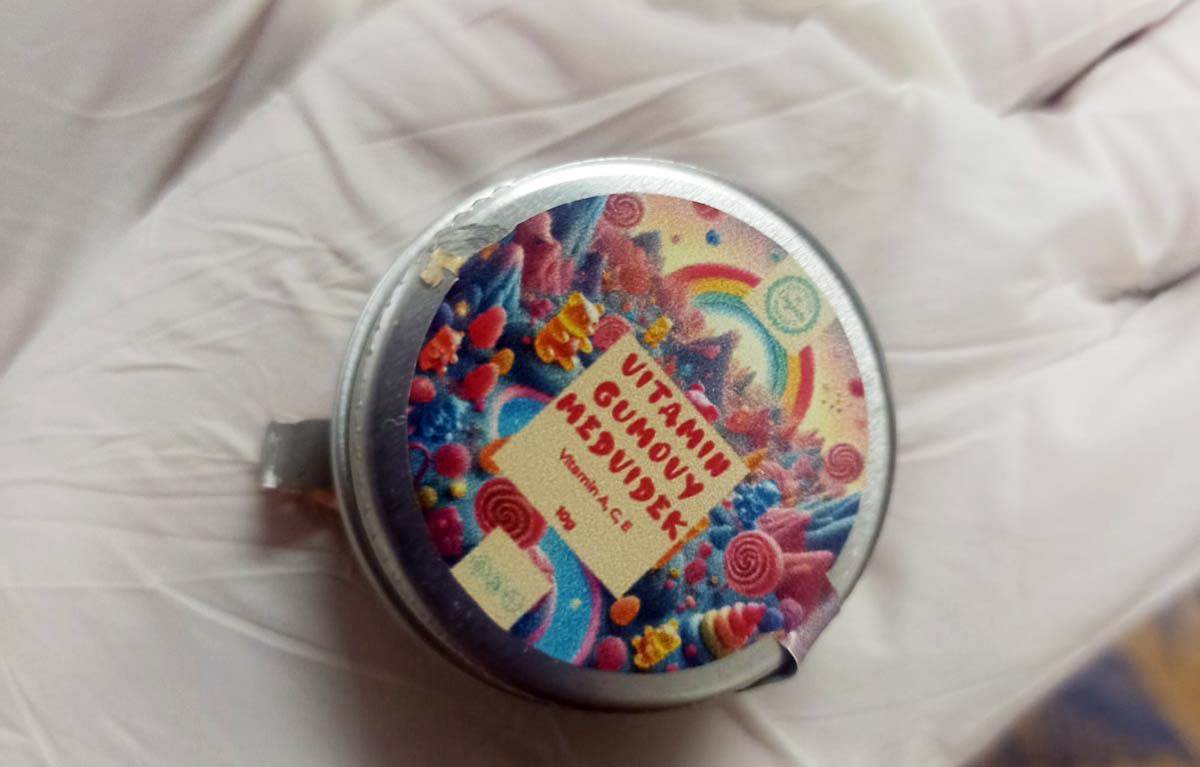 VITAMIN
GUMOVY
MEDVIDEK
Vitamin A, C, E
10g